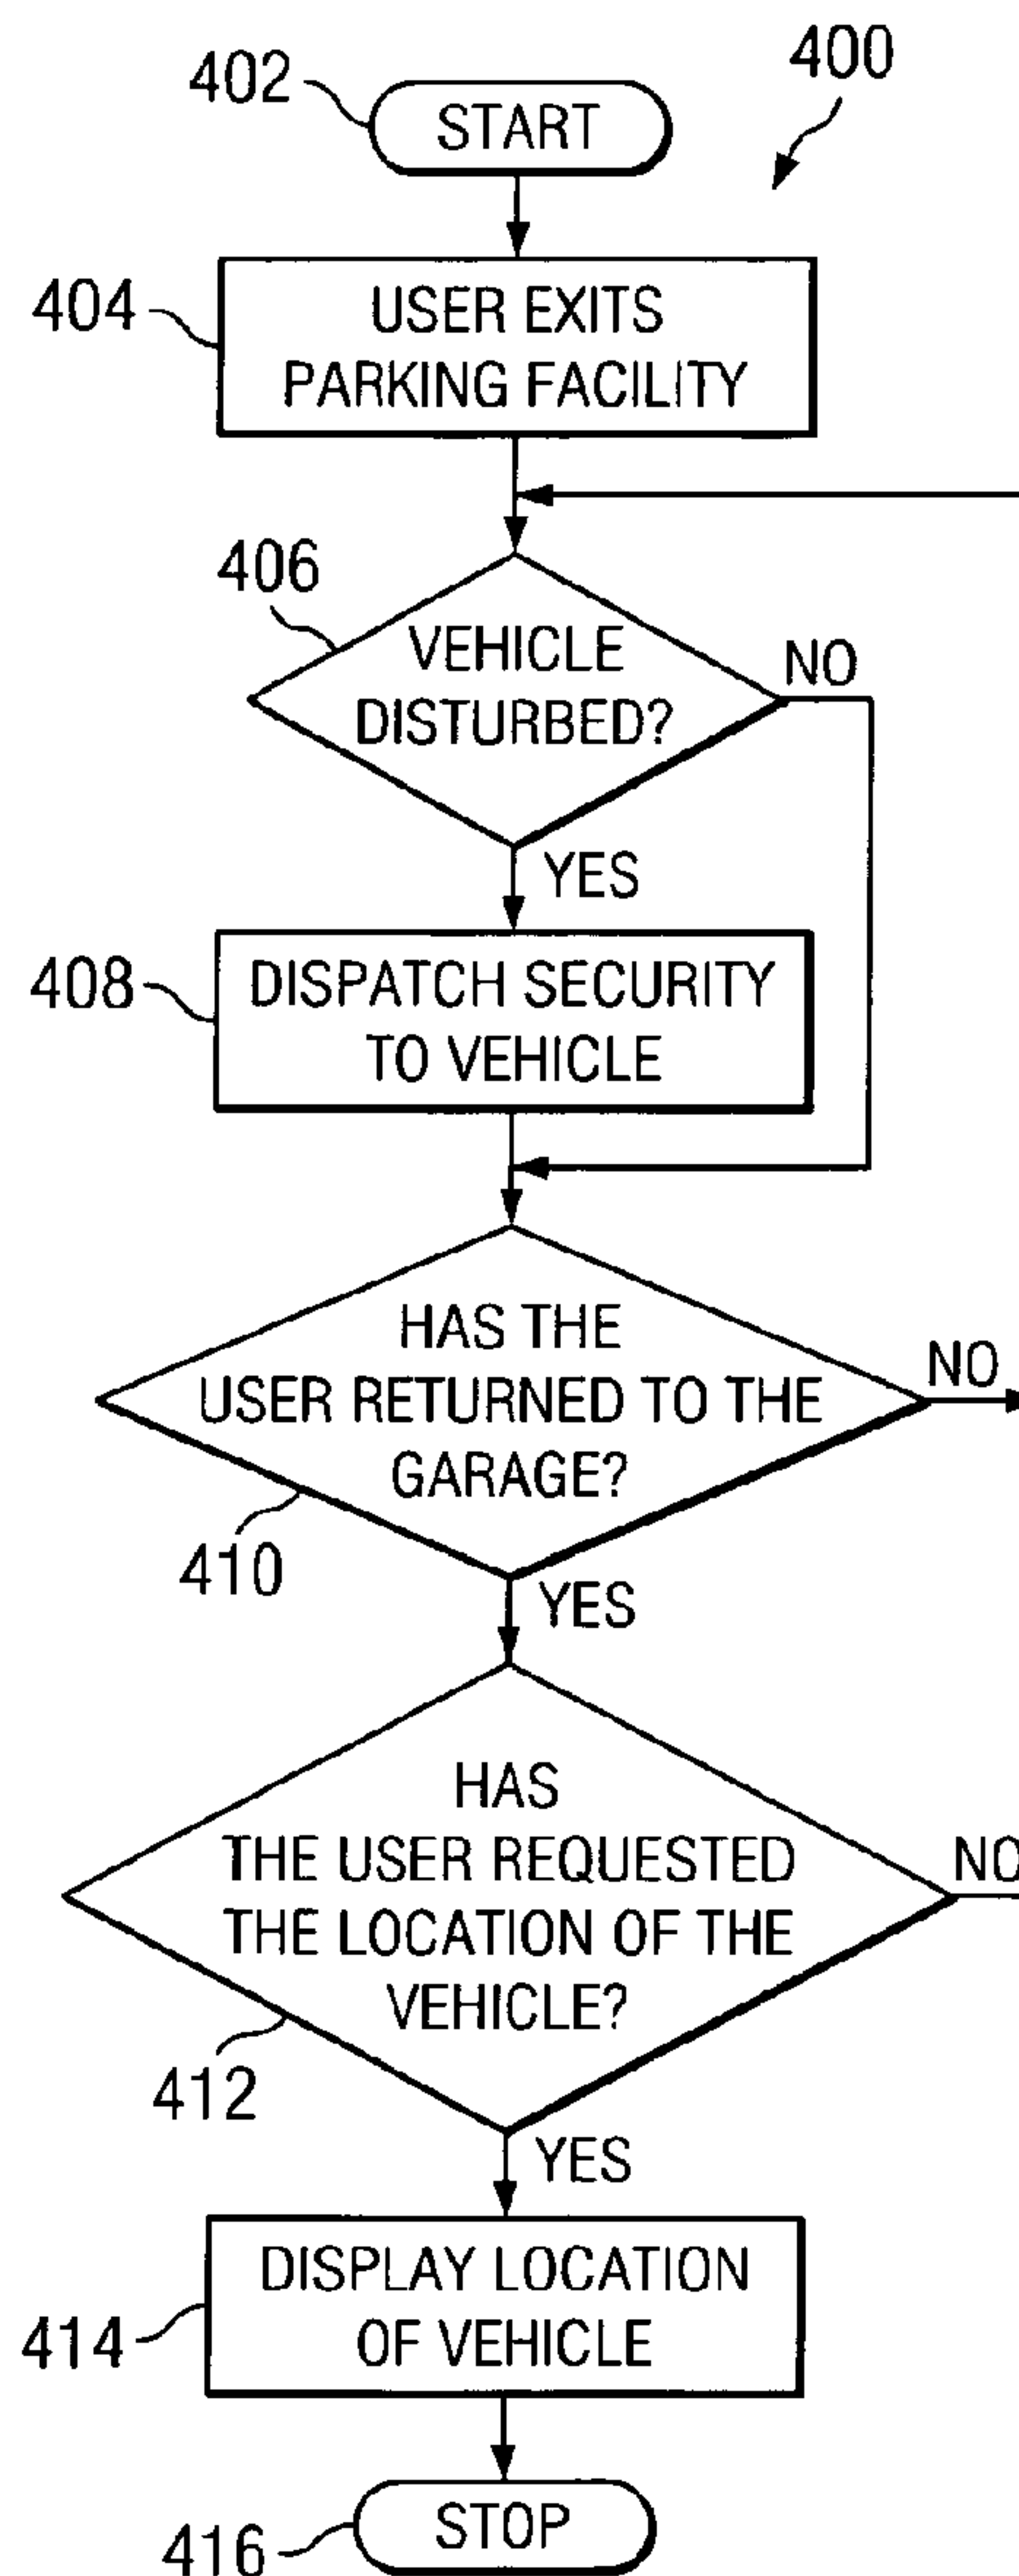 400
402
START
404
USER EXITS
PARKING FACILITY
406
VEHICLE
DISTURBED?
NO
YES
408
DISPATCH SECURITY
TO VEHICLE
HAS THE
USER RETURNED TO THE
GARAGE?
NO
410
YES
HAS
THE USER REQUESTED
THE LOCATION OF THE
VEHICLE?
NO
412
YES
DISPLAY LOCATION
OF VEHICLE
414
STOP
416